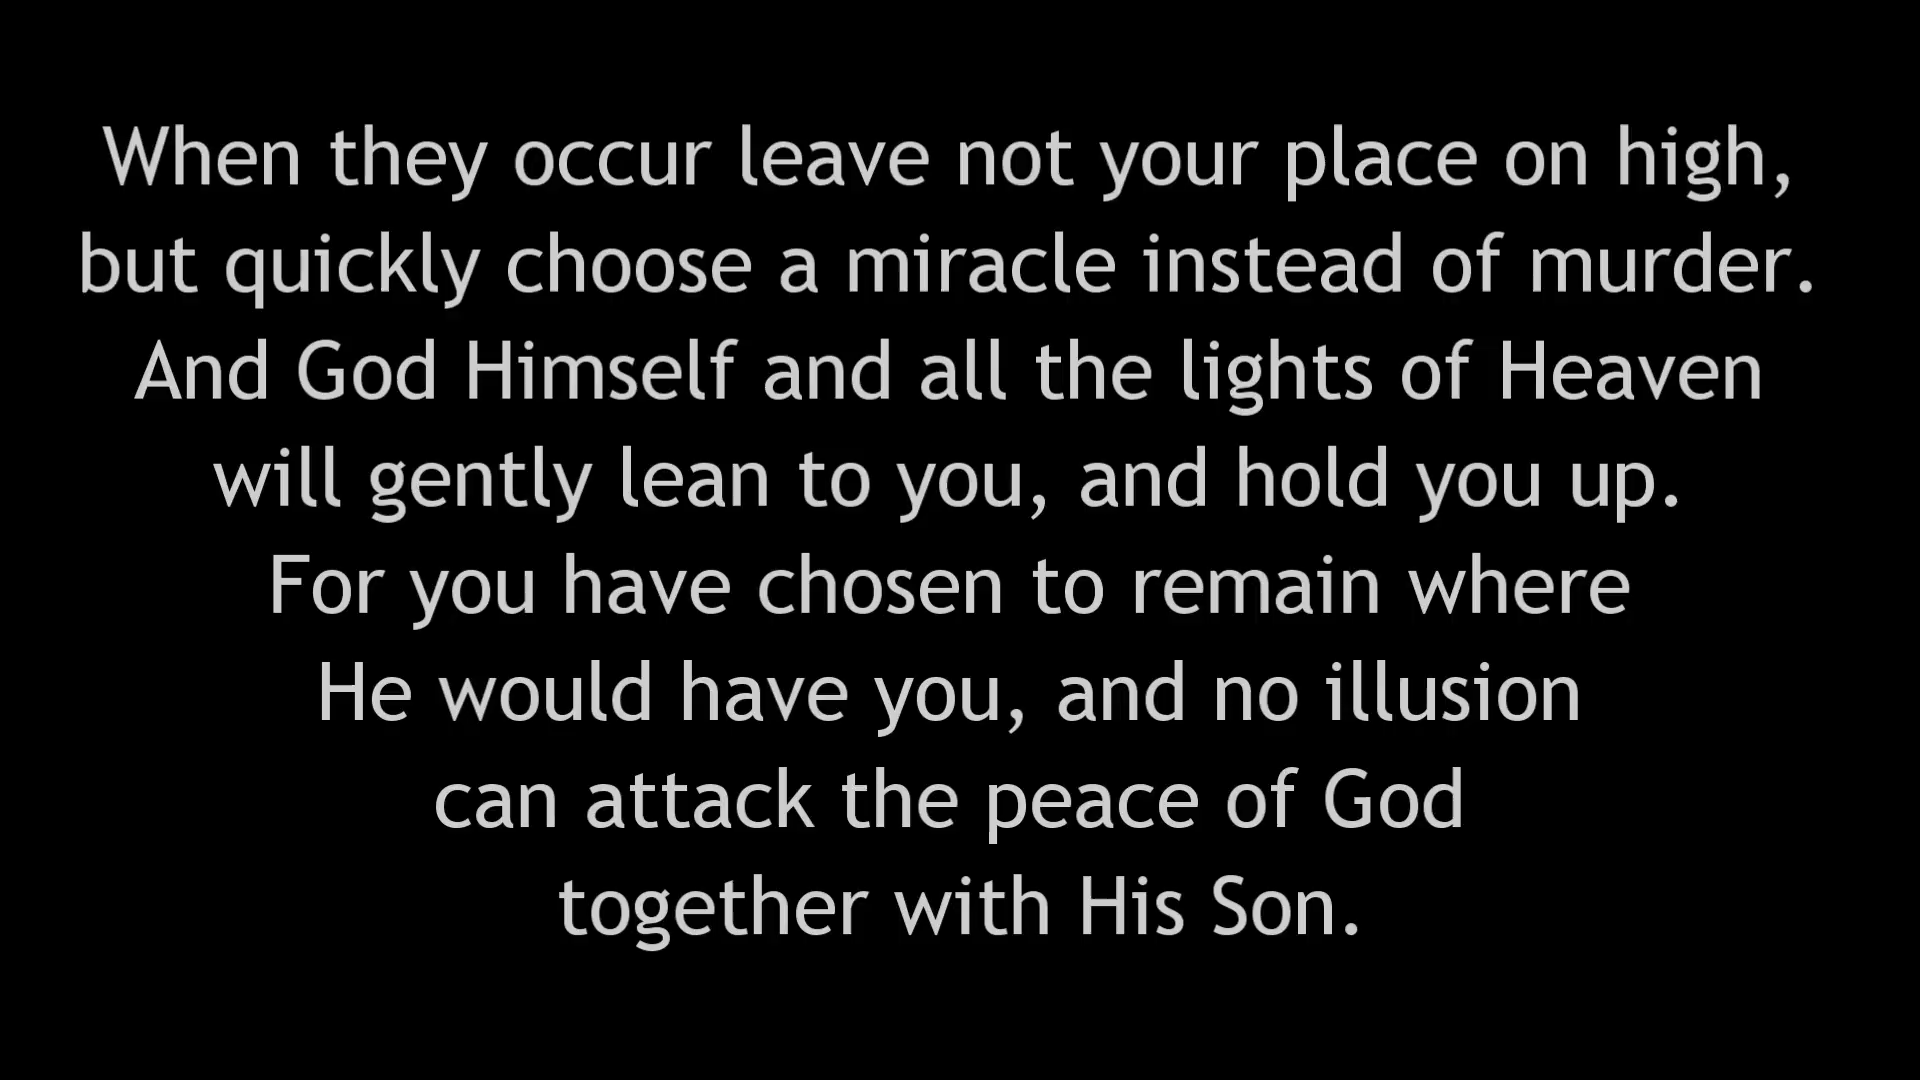 When they occur leave not your place on high,
but quickly choose a miracle instead of murder.
And God Himself and all the lights of Heaven
will gently lean to you, and hold you up.
For you have chosen to remain where
He would have you, and no illusion
can attack the peace of God
together with His Son.